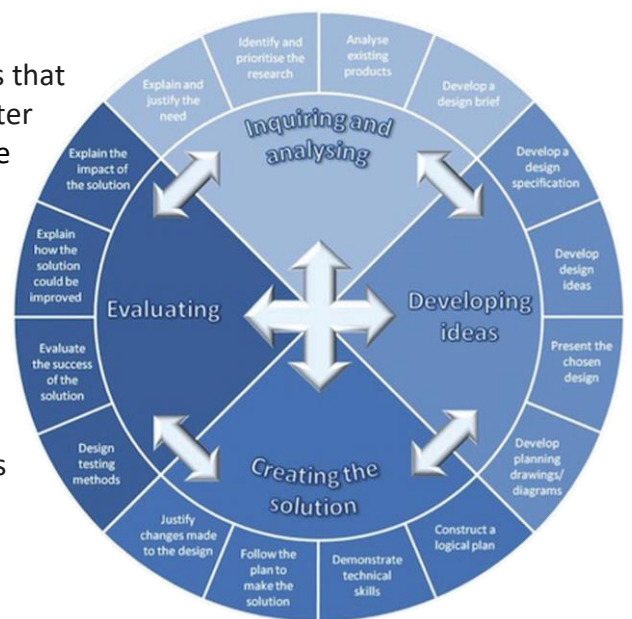 s that
ter
e
s
Inquiring and
analysing
Explain and
justify the
need
Identify and
prioritise the
research
Analyse
existing
products
Develop a
design brief
Developing
ideas
Develop a
design
specification
Develop
design
ideas
Present the
chosen
design
Develop
planning
drawings/
diagrams
Creating the
solution
Construct a
logical plan
Demonstrate
technical
skills
Follow the
plan to
make the
solution
Justify
changes made
to the design
Evaluating
Design
testing
methods
Evaluate
the success
of the
solution
Explain
how the
solution
could be
improved
Explain the
impact of
the solution